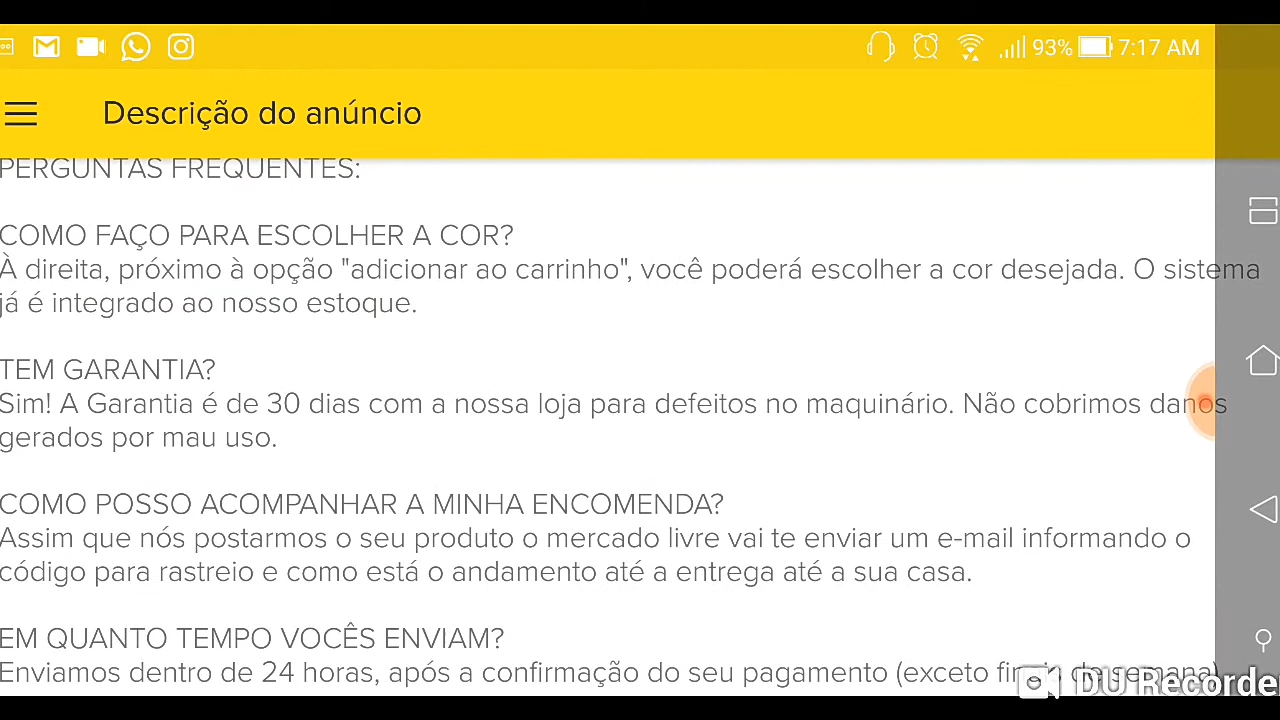 93% 7:17 AM
Descrição do anúncio
PERGUNTAS FREQUENTES:
COMO FAÇO PARA ESCOLHER A COR?
À direita, próximo à opção "adicionar ao carrinho", você poderá escolher a cor desejada. O sistema
já é integrado ao nosso estoque.
TEM GARANTIA?
Sim! A Garantia é de 30 dias com a nossa loja para defeitos no maquinário. Não cobrimos danos
gerados por mau uso.
COMO POSSO ACOMPANHAR A MINHA ENCOMENDA?
Assim que nós postarmos o seu produto o mercado livre vai te enviar um e-mail informando o
código para rastreio e como está o andamento até a entrega até a sua casa.
EM QUANTO TEMPO VOCÊS ENVIAM?
Enviamos dentro de 24 horas, após a confirmação do seu pagamento (exceto finais de semana)
DU Recorde